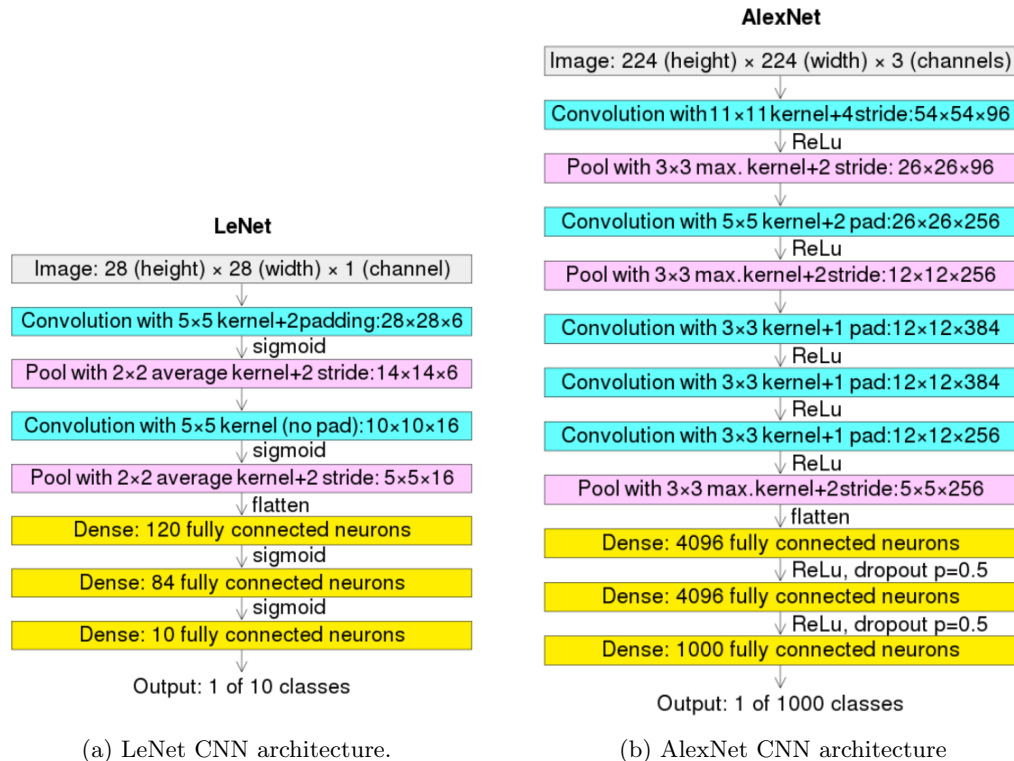 LeNet
Image: 28 (height) × 28 (width) × 1 (channel)
Convolution with 5×5 kernel+2padding:28×28×6
sigmoid
Pool with 2×2 average kernel+2 stride:14×14×6
Convolution with 5×5 kernel (no pad):10×10×16
sigmoid
Pool with 2×2 average kernel+2 stride: 5×5×16
flatten
Dense: 120 fully connected neurons
sigmoid
Dense: 84 fully connected neurons
sigmoid
Dense: 10 fully connected neurons
Output: 1 of 10 classes
(a) LeNet CNN architecture.
AlexNet
Image: 224 (height) × 224 (width) × 3 (channels)
Convolution with 11×11 kernel+4stride:54×54×96
ReLu
Pool with 3×3 max. kernel+2 stride: 26×26×96
Convolution with 5×5 kernel+2 pad:26×26×256
ReLu
Pool with 3×3 max.kernel+2stride:12×12×256
Convolution with 3×3 kernel+1 pad:12×12×384
ReLu
Convolution with 3×3 kernel+1 pad:12×12×384
ReLu
Convolution with 3×3 kernel+1 pad:12×12×256
ReLu
Pool with 3×3 max.kernel+2stride:5×5×256
flatten
Dense: 4096 fully connected neurons
ReLu, dropout p=0.5
Dense: 4096 fully connected neurons
ReLu, dropout p=0.5
Dense: 1000 fully connected neurons
Output: 1 of 1000 classes
(b) AlexNet CNN architecture